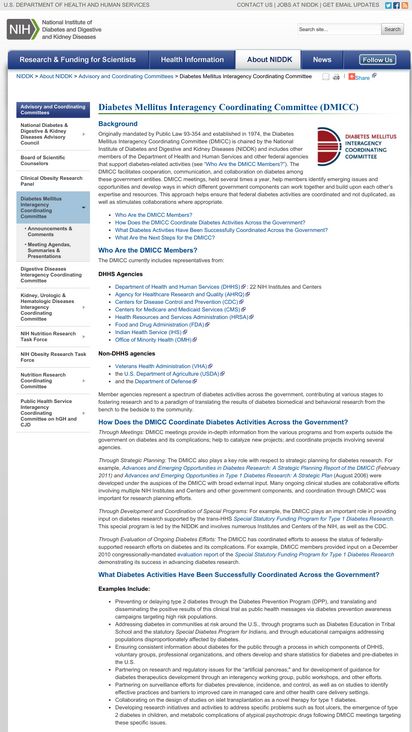 U.S. DEPARTMENT OF HEALTH AND HUMAN SERVICES
CONTACT US | JOBS AT NIDDK | GET EMAIL UPDATES
NIH
National Institute of
Diabetes and Digestive
and Kidney Diseases
Search site...
Search
Research & Funding for Scientists
Health Information
About NIDDK
News
Follow Us
NIDDK > About NIDDK > Advisory and Coordinating Committees > Diabetes Mellitus Interagency Coordinating Committee
Share
Advisory and Coordinating
Committees
National Diabetes &
Digestive & Kidney
Diseases Advisory
Council
Board of Scientific
Counselors
Clinical Obesity Research
Panel
Diabetes Mellitus
Interagency
Coordinating
Committee
• Announcements &
Comments
• Meeting Agendas,
Summaries &
Presentations
Digestive Diseases
Interagency Coordinating
Committee
Kidney, Urologic &
Hematologic Diseases
Interagency
Coordinating
Committee
NIH Nutrition Research
Task Force
NIH Obesity Research Task
Force
Nutrition Research
Coordinating
Committee
Public Health Service
Interagency
Coordinating
Committee on hGH and
CJD
Diabetes Mellitus Interagency Coordinating Committee (DMICC)
Background
Originally mandated by Public Law 93-354 and established in 1974, the Diabetes
Mellitus Interagency Coordinating Committee (DMICC) is chaired by the National
Institute of Diabetes and Digestive and Kidney Diseases (NIDDK) and includes other
members of the Department of Health and Human Services and other federal agencies
that support diabetes-related activities (see "Who Are the DMICC Members?"). The
DMICC facilitates cooperation, communication, and collaboration on diabetes among
these government entities. DMICC meetings, held several times a year, help members identify emerging issues and
opportunities and develop ways in which different government components can work together and build upon each other's
expertise and resources. This approach helps ensure that federal diabetes activities are coordinated and not duplicated, as
well as stimulates collaborations where appropriate.
DIABETES MELLITUS
INTERAGENCY
COORDINATING
COMMITTEE
• Who Are the DMICC Members?
• How Does the DMICC Coordinate Diabetes Activities Across the Government?
• What Diabetes Activities Have Been Successfully Coordinated Across the Government?
• What Are the Next Steps for the DMICC?
Who Are the DMICC Members?
The DMICC currently includes representatives from:
DHHS Agencies
• Department of Health and Human Services (DHHS) : 22 NIH Institutes and Centers
• Agency for Healthcare Research and Quality (AHRQ)
• Centers for Disease Control and Prevention (CDC)
• Centers for Medicare and Medicaid Services (CMS)
• Health Resources and Services Administration (HRSA)
• Food and Drug Administration (FDA)
• Indian Health Service (IHS)
• Office of Minority Health (OMH)
Non-DHHS agencies
• Veterans Health Administration (VHA)
• the U.S. Department of Agriculture (USDA)
• and the Department of Defense
Member agencies represent a spectrum of diabetes activities across the government, contributing at various stages to
fostering research and to a paradigm of translating the results of diabetes biomedical and behavioral research from the
bench to the bedside to the community.
How Does the DMICC Coordinate Diabetes Activities Across the Government?
Through Meetings: DMICC meetings provide in-depth information from the various programs and from experts outside the
government on diabetes and its complications; help to catalyze new projects; and coordinate projects involving several
agencies.
Through Strategic Planning: The DMICC also plays a key role with respect to strategic planning for diabetes research. For
example, Advances and Emerging Opportunities in Diabetes Research: A Strategic Planning Report of the DMICC (February
2011) and Advances and Emerging Opportunities in Type 1 Diabetes Research: A Strategic Plan (August 2006) were
developed under the auspices of the DMICC with broad external input. Many ongoing clinical studies are collaborative efforts
involving multiple NIH Institutes and Centers and other government components, and coordination through DMICC was
important for research planning efforts.
Through Development and Coordination of Special Programs: For example, the DMICC plays an important role in providing
input on diabetes research supported by the trans-HHS Special Statutory Funding Program for Type 1 Diabetes Research.
This special program is led by the NIDDK and involves numerous Institutes and Centers of the NIH, as well as the CDC.
Through Evaluation of Ongoing Diabetes Efforts: The DMICC has coordinated efforts to assess the status of federally-
supported research efforts on diabetes and its complications. For example, DMICC members provided input on a December
2010 congressionally-mandated evaluation report of the Special Statutory Funding Program for Type 1 Diabetes Research
demonstrating its success in advancing diabetes research.
What Diabetes Activities Have Been Successfully Coordinated Across the Government?
Examples Include:
• Preventing or delaying type 2 diabetes through the Diabetes Prevention Program (DPP), and translating and
disseminating the positive results of this clinical trial as public health messages via diabetes prevention awareness
campaigns targeting high risk populations.
• Addressing diabetes in communities at risk around the U.S., through programs such as Diabetes Education in Tribal
School and the statutory Special Diabetes Program for Indians, and through educational campaigns addressing
populations disproportionately affected by diabetes.
• Ensuring consistent information about diabetes for the public through a process in which components of DHHS,
voluntary groups, professional organizations, and others develop and share statistics for diabetes and pre-diabetes in
the U.S.
• Partnering on research and regulatory issues for the "artificial pancreas," and for development of guidance for
diabetes therapeutics development through an interagency working group, public workshops, and other efforts.
• Partnering on surveillance efforts for diabetes prevalence, incidence, and control, as well as on studies to identify
effective practices and barriers to improved care in managed care and other health care delivery settings.
• Collaborating on the design of studies on islet transplantation as a novel therapy for type 1 diabetes.
• Developing research initiatives and activities to address specific problems such as foot ulcers, the emergence of type
2 diabetes in children, and metabolic complications of atypical psychotropic drugs following DMICC meetings targeting
these specific issues.